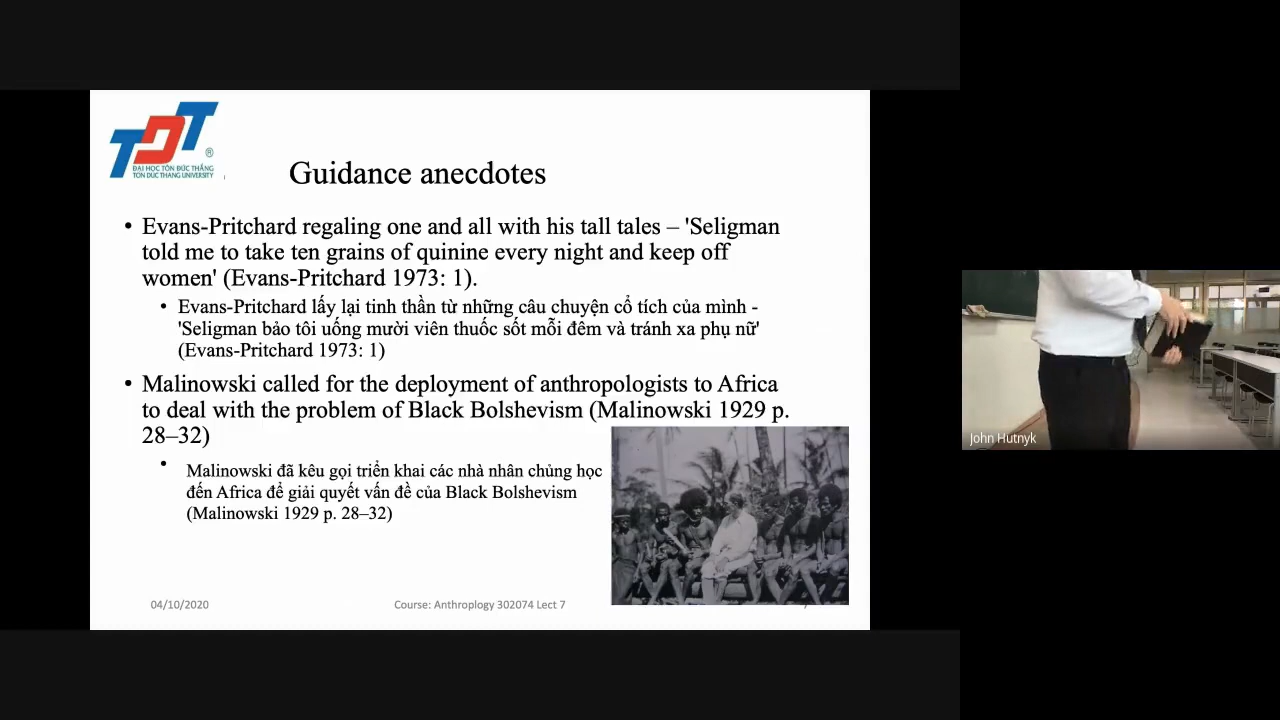 TDT
®
ĐẠI HỌC TÔN ĐỨC THẮNG
TON DUC THANG UNIVERSITY
Guidance anecdotes
• Evans-Pritchard regaling one and all with his tall tales – 'Seligman
told me to take ten grains of quinine every night and keep off
women' (Evans-Pritchard 1973: 1).
• Evans-Pritchard lấy lại tinh thần từ những câu chuyện cổ tích của mình -
'Seligman bảo tôi uống mười viên thuốc sốt mỗi đêm và tránh xa phụ nữ'
(Evans-Pritchard 1973: 1)
• Malinowski called for the deployment of anthropologists to Africa
to deal with the problem of Black Bolshevism (Malinowski 1929 p.
28–32)
• Malinowski đã kêu gọi triển khai các nhà nhân chủng học
đến Africa để giải quyết vấn đề của Black Bolshevism
(Malinowski 1929 p. 28–32)
04/10/2020
Course: Anthroplogy 302074 Lect 7
John Hutnyk